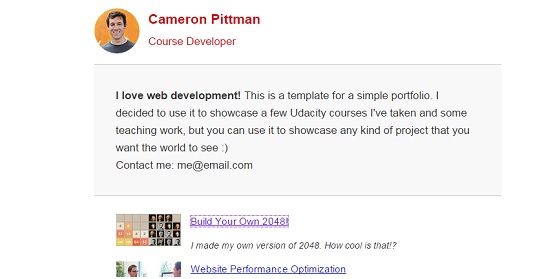 Cameron Pittman
Course Developer
I love web development! This is a template for a simple portfolio. I
decided to use it to showcase a few Udacity courses I've taken and some
teaching work, but you can use it to showcase any kind of project that you
want the world to see :)
Contact me: me@email.com
Build Your Own 2048!
I made my own version of 2048. How cool is that!?
Website Performance Optimization